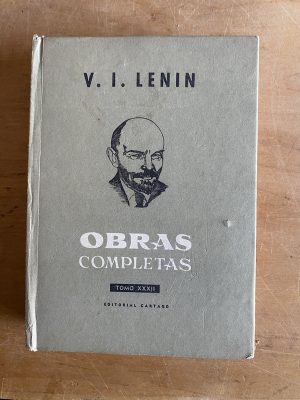 V. I. LENIN
OBRAS
COMPLETAS
TOMO XXXII
EDITORIAL CARTAGO